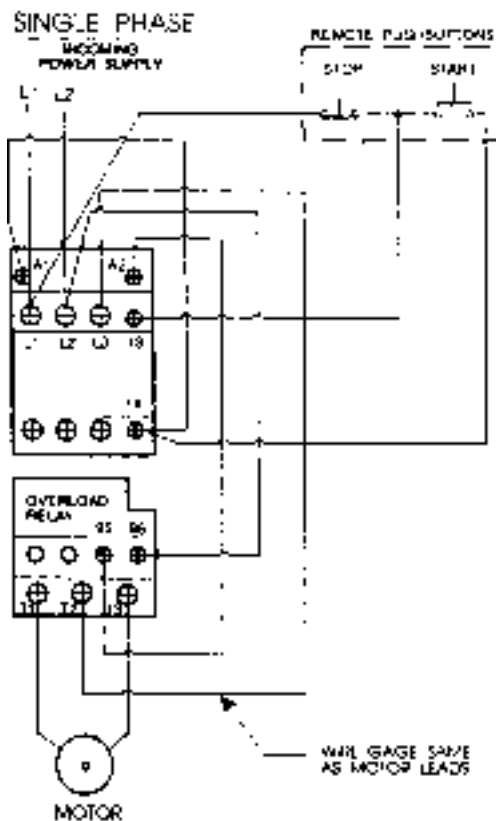 SINGLE PHASE
INCOMING
POWER SUPPLY
L1 L2
REMOTE PUSHBUTTONS
STOP START
A1 A2
L1 L2 L3 13
14
OVERLOAD
RELAY
95 96
T1 T2 T3
WIRE GAGE SAME
AS MOTOR LEADS
MOTOR